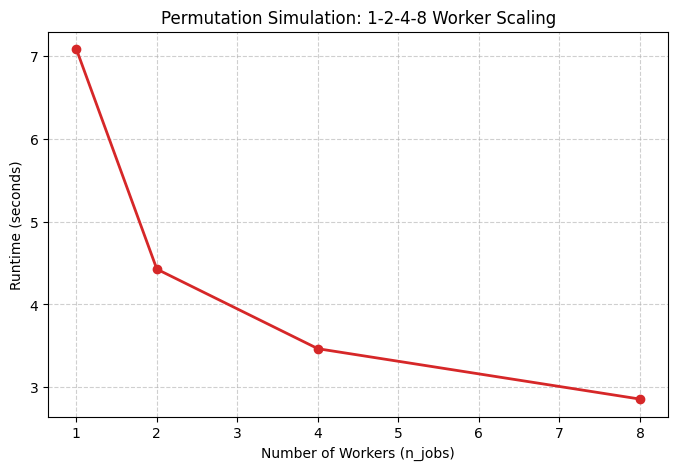 Permutation Simulation: 1-2-4-8 Worker Scaling
Runtime (seconds)
7
6
5
4
3
1 2 3 4 5 6 7 8
Number of Workers (n_jobs)